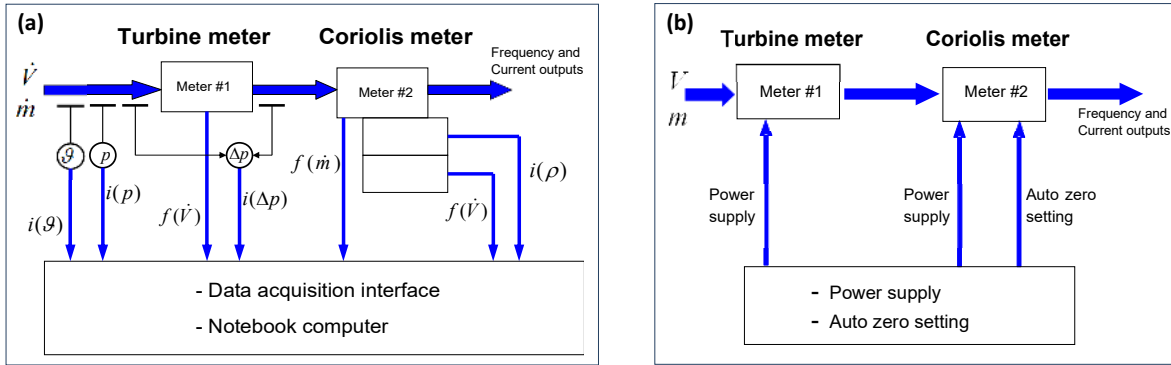 (a)
Turbine meter
Coriolis meter
Frequency and
Current outputs
V̇
ṁ
Meter #1
Meter #2
ϑ
p
Δp
i(p)
i(ϑ)
f(V̇)
i(Δp)
f(ṁ)
f(V̇)
i(ρ)
- Data acquisition interface
- Notebook computer
(b)
Turbine meter
Coriolis meter
V
m
Meter #1
Meter #2
Frequency and
Current outputs
Power
supply
Power
supply
Auto zero
setting
- Power supply
- Auto zero setting